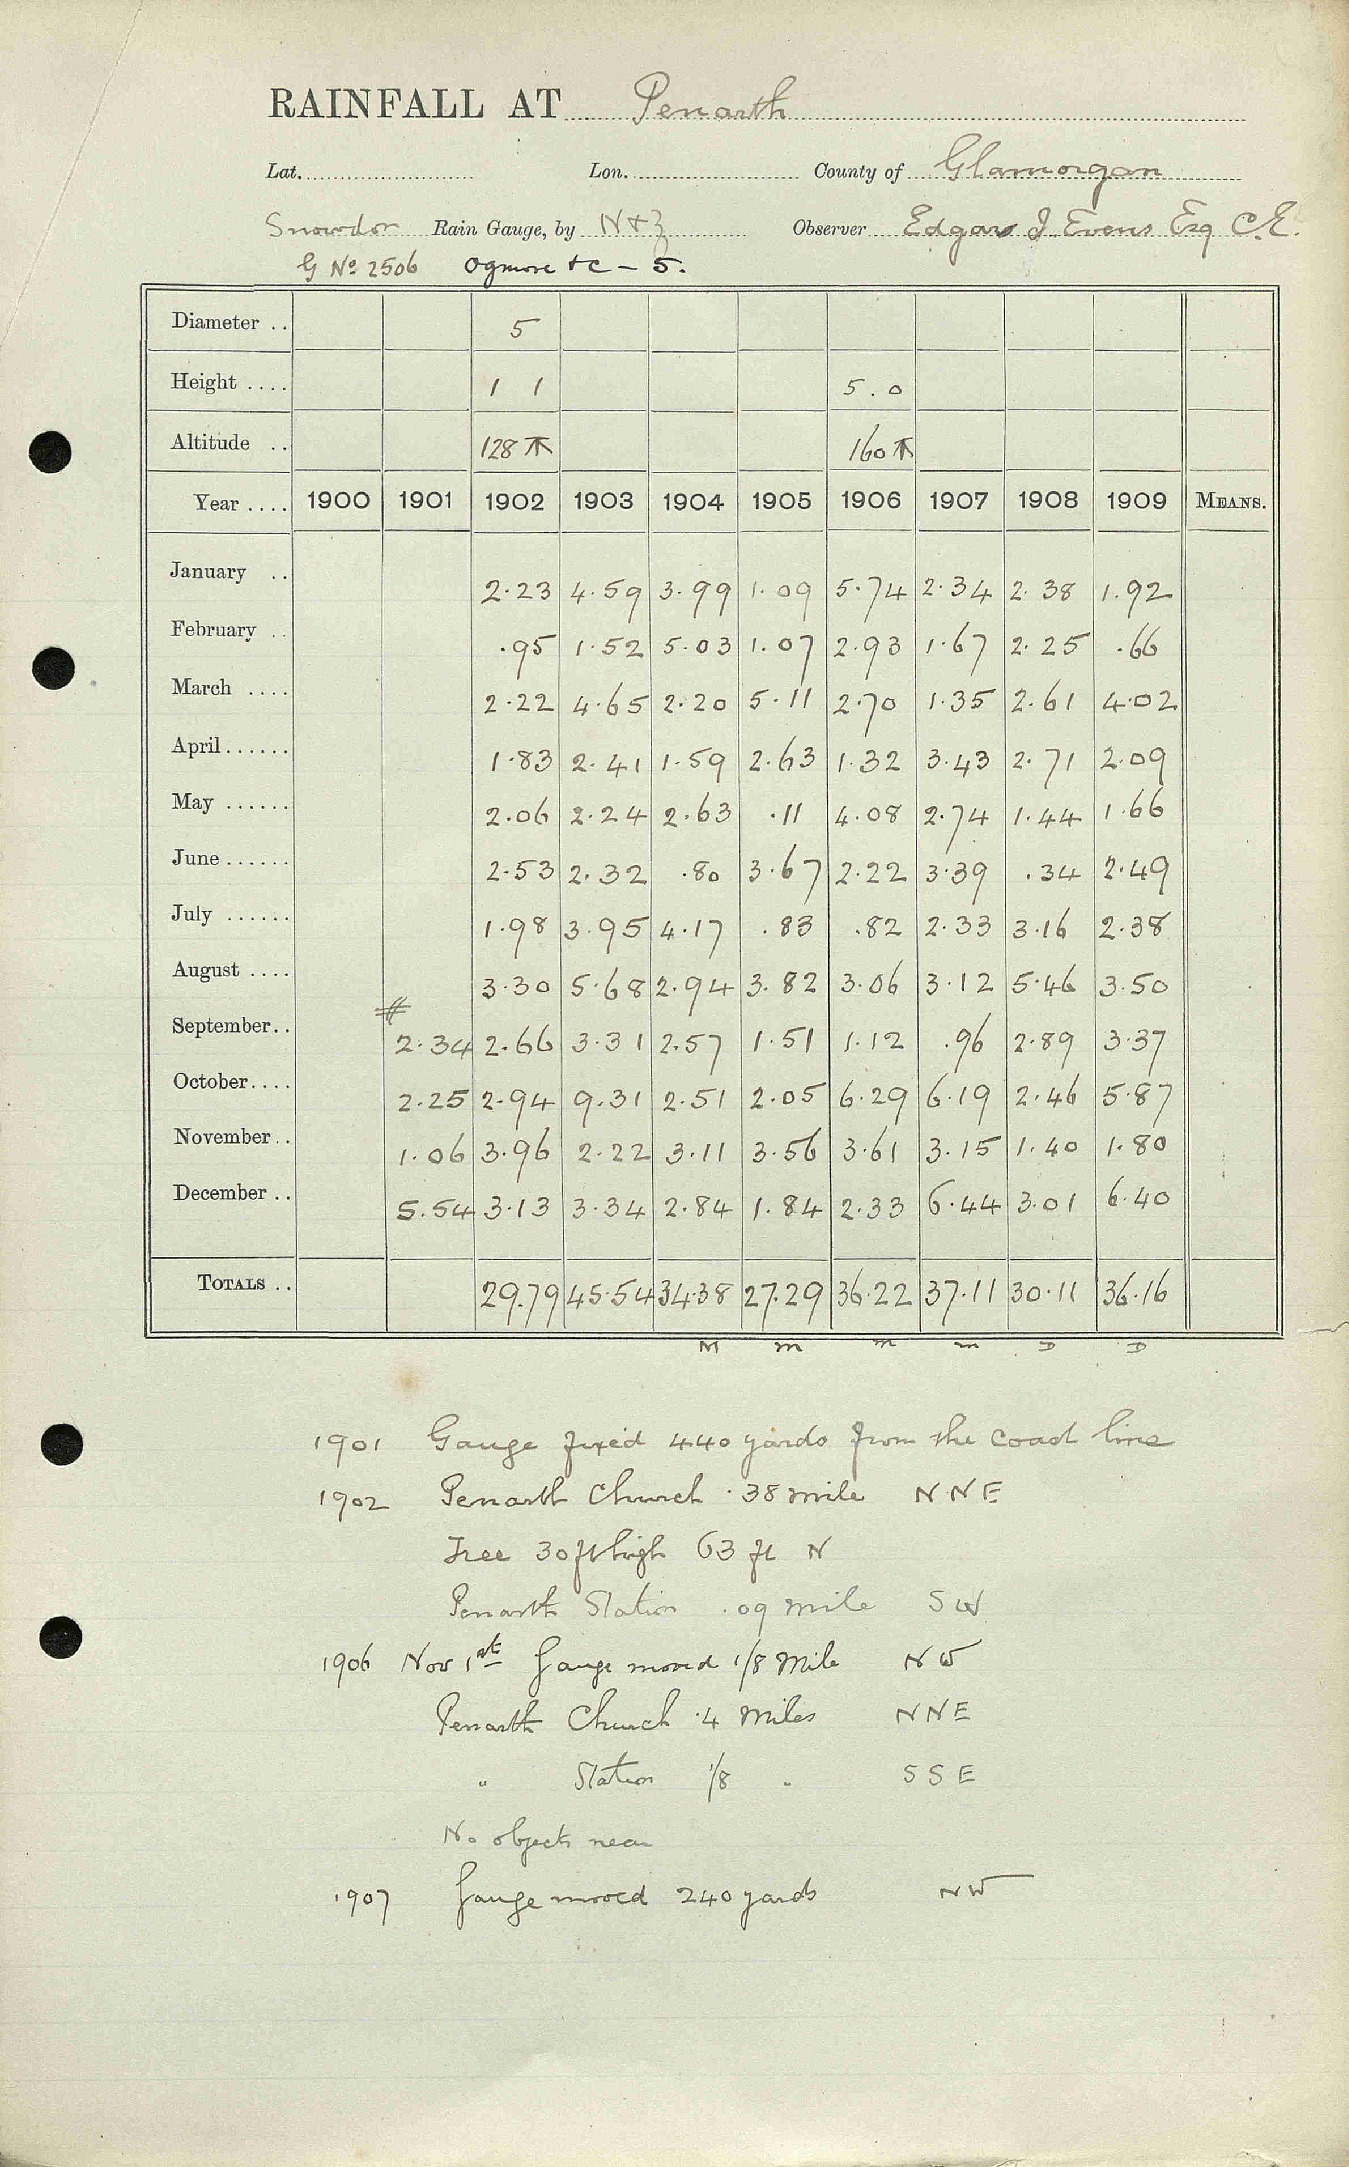 RAINFALL AT Penarth
Lat. Lon. County of Glamorgan
Snowdon Rain Gauge, by N & Z Observer Edgar J. Evens Esq C.E.
G No 2506 Ogmore &c - 5.
Diameter .. 5
Height .... 1 1 5.0
Altitude .. 128 160
Year .... 1900 1901 1902 1903 1904 1905 1906 1907 1908 1909 MEANS.
January .. 2.23 4.59 3.99 1.09 5.74 2.34 2.38 1.92
February .. .95 1.52 5.03 1.07 2.93 1.67 2.25 .66
March .... 2.22 4.65 2.20 5.11 2.70 1.35 2.61 4.02
April...... 1.83 2.41 1.59 2.63 1.32 3.43 2.71 2.09
May ...... 2.06 2.24 2.63 .11 4.08 2.74 1.44 1.66
June...... 2.53 2.32 .80 3.67 2.22 3.39 .34 2.49
July ...... 1.98 3.95 4.17 .83 .82 2.33 3.16 2.38
August .... 3.30 5.68 2.94 3.82 3.06 3.12 5.46 3.50
September.. # 2.34 2.66 3.31 2.57 1.51 1.12 .96 2.89 3.37
October.... 2.25 2.94 9.31 2.51 2.05 6.29 6.19 2.46 5.87
November.. 1.06 3.96 2.22 3.11 3.56 3.61 3.15 1.40 1.80
December .. 5.54 3.13 3.34 2.84 1.84 2.33 6.44 3.01 6.40
TOTALS .. 29.79 45.54 34.38 27.29 36.22 37.11 30.11 36.16
M m m m D D
1901 Gauge fixed 440 yards from the coast line
1902 Penarth Church .38 mile NNE
Tree 30 ft high 63 ft N
Penarth Station .09 mile SW
1906 Nov 1st Gauge moved 1/8 Mile NW
Penarth Church .4 Miles NNE
" Station 1/8 " SSE
No objects near
1907 Gauge moved 240 yards NW